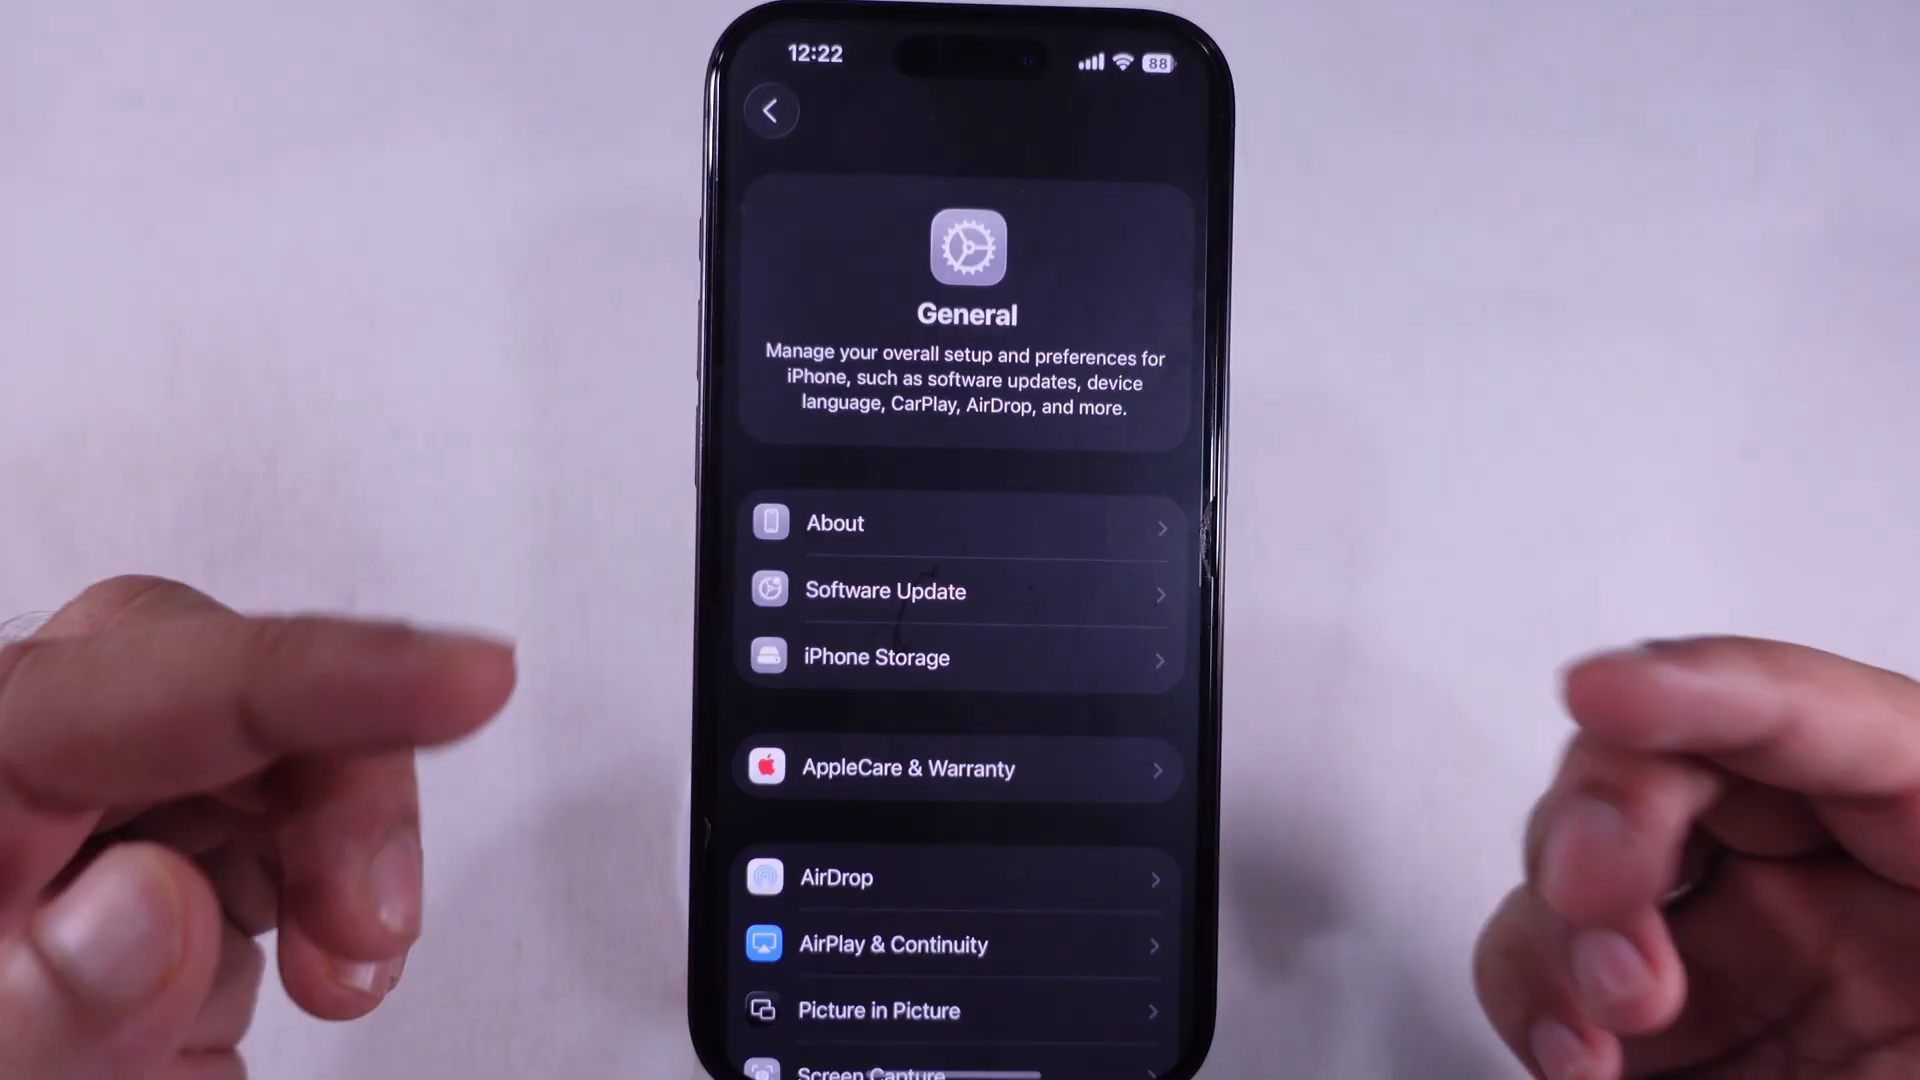 12:22
88
General
Manage your overall setup and preferences for
iPhone, such as software updates, device
language, CarPlay, AirDrop, and more.
About
Software Update
iPhone Storage
AppleCare & Warranty
AirDrop
AirPlay & Continuity
Picture in Picture
Screen Capture